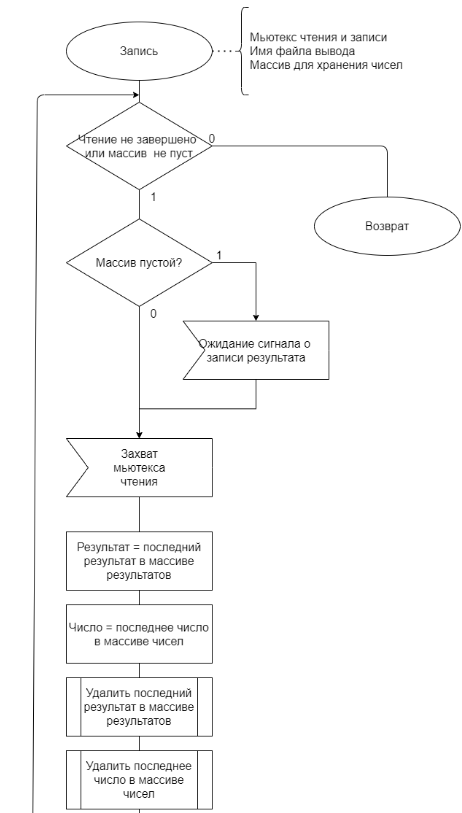 Запись
Мьютекс чтения и записи
Имя файла вывода
Массив для хранения чисел
Чтение не завершено
или массив  не пуст
0
1
Возврат
Массив пустой?
1
0
Ожидание сигнала о
записи результата
Захват
мьютекса
чтения
Результат = последний
результат в массиве
результатов
Число = последнее число
в массиве чисел
Удалить последний
результат в массиве
результатов
Удалить последнее
число в массиве
чисел